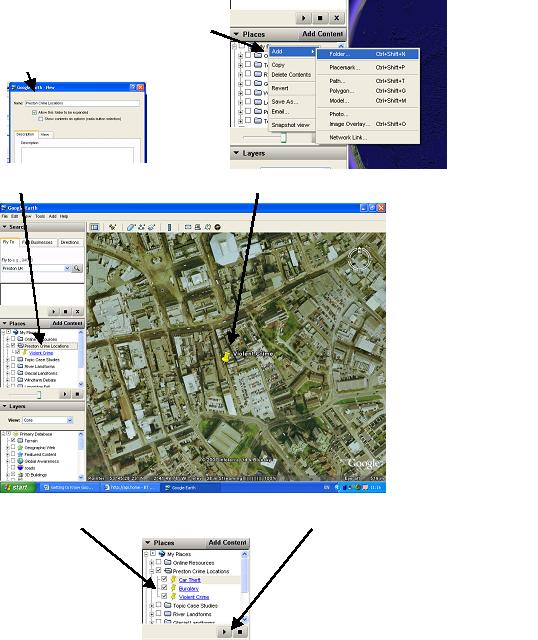 Places Add Content
Add
Copy
Delete Contents
Revert
Save As...
Email...
Snapshot view
Folder... Ctrl+Shift+N
Placemark... Ctrl+Shift+P
Path... Ctrl+Shift+T
Polygon... Ctrl+Shift+G
Model... Ctrl+Shift+M
Photo...
Image Overlay... Ctrl+Shift+O
Network Link...
Layers
Google Earth - New
Name: Preston Crime Locations
Allow this folder to be expanded
Show contents as options (radio button selection)
Description View
Description:
Google Earth
File Edit View Tools Add Help
Search
Fly To Find Businesses Directions
Preston UK
Places Add Content
My Places
Online Resources
Preston Crime Locations
Violent Crime
Topic Case Studies
River Landforms
Glacial Landforms
Windfarm Debate
Layers
View: Core
Primary Database
Terrain
Geographic Web
Featured Content
Global Awareness
roads
3D Buildings
Violent Crime
Google
start
Google Earth
11:16
Places Add Content
My Places
Online Resources
Preston Crime Locations
Car Theft
Burglary
Violent Crime
Topic Case Studies
River Landforms
Glacial Landforms